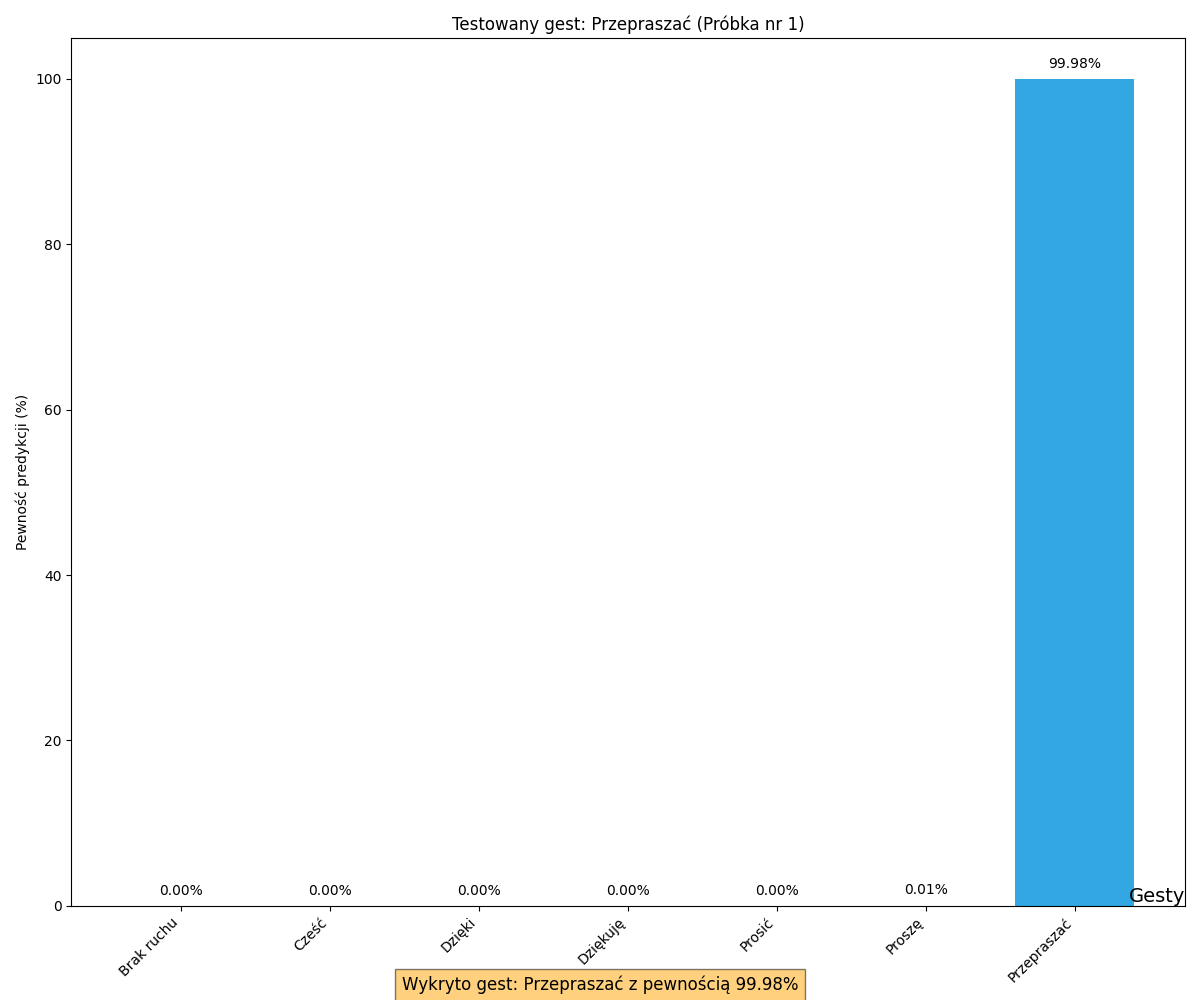 Testowany gest: Przepraszać (Próbka nr 1)
99.98%
100
80
60
40
20
0
Pewność predykcji (%)
0.00%
0.00%
0.00%
0.00%
0.00%
0.01%
Gesty
Brak ruchu
Cześć
Dzięki
Dziękuję
Prosić
Proszę
Przepraszać
Wykryto gest: Przepraszać z pewnością 99.98%